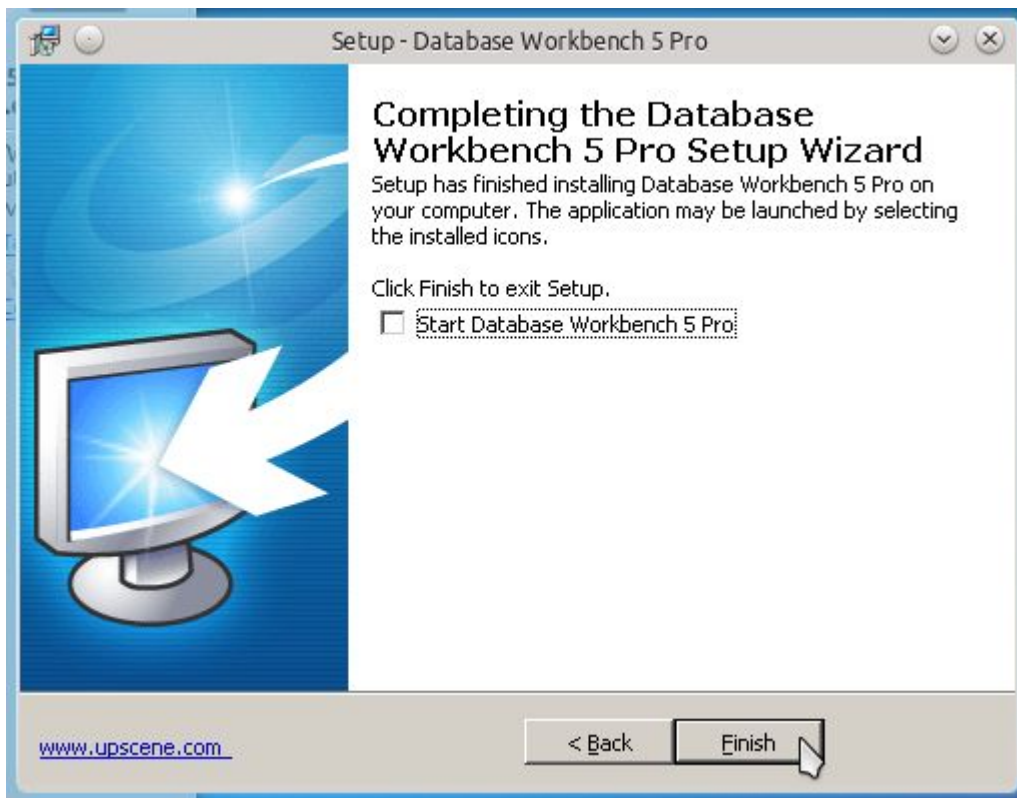 Setup - Database Workbench 5 Pro
Completing the Database
Workbench 5 Pro Setup Wizard
Setup has finished installing Database Workbench 5 Pro on
your computer. The application may be launched by selecting
the installed icons.
Click Finish to exit Setup.
Start Database Workbench 5 Pro
www.upscene.com
< Back
Finish